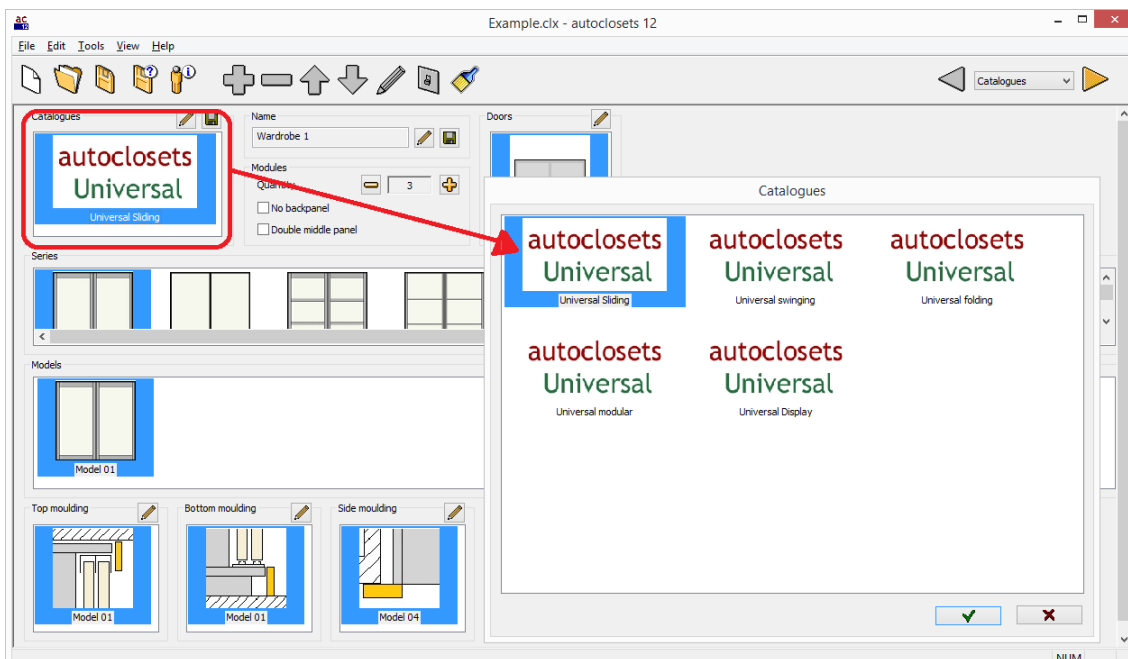 ac
12
Example.clx - autoclosets 12
File Edit Tools View Help
Catalogues
Catalogues
autoclosets
Universal
Universal Sliding
Name
Wardrobe 1
Modules
Quantity
3
No backpanel
Double middle panel
Doors
Catalogues
autoclosets
Universal
Universal Sliding
autoclosets
Universal
Universal swinging
autoclosets
Universal
Universal folding
autoclosets
Universal
Universal modular
autoclosets
Universal
Universal Display
Series
Models
Model 01
Top moulding
Model 01
Bottom moulding
Model 01
Side moulding
Model 04
NUM